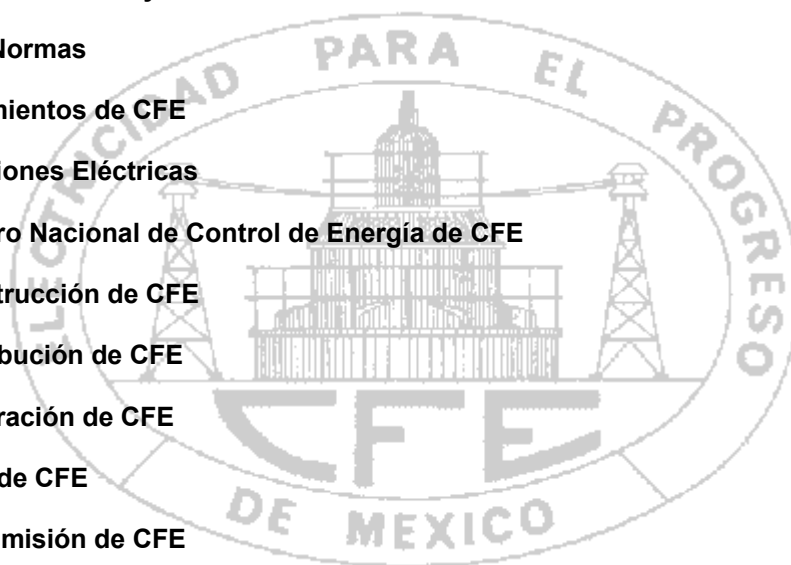 Normas
mientos de CFE
iones Eléctricas
ro Nacional de Control de Energía de CFE
trucción de CFE
bución de CFE
ración de CFE
de CFE
misión de CFE
ELECTRICIDAD PARA EL PROGRESO
DE MEXICO
CFE